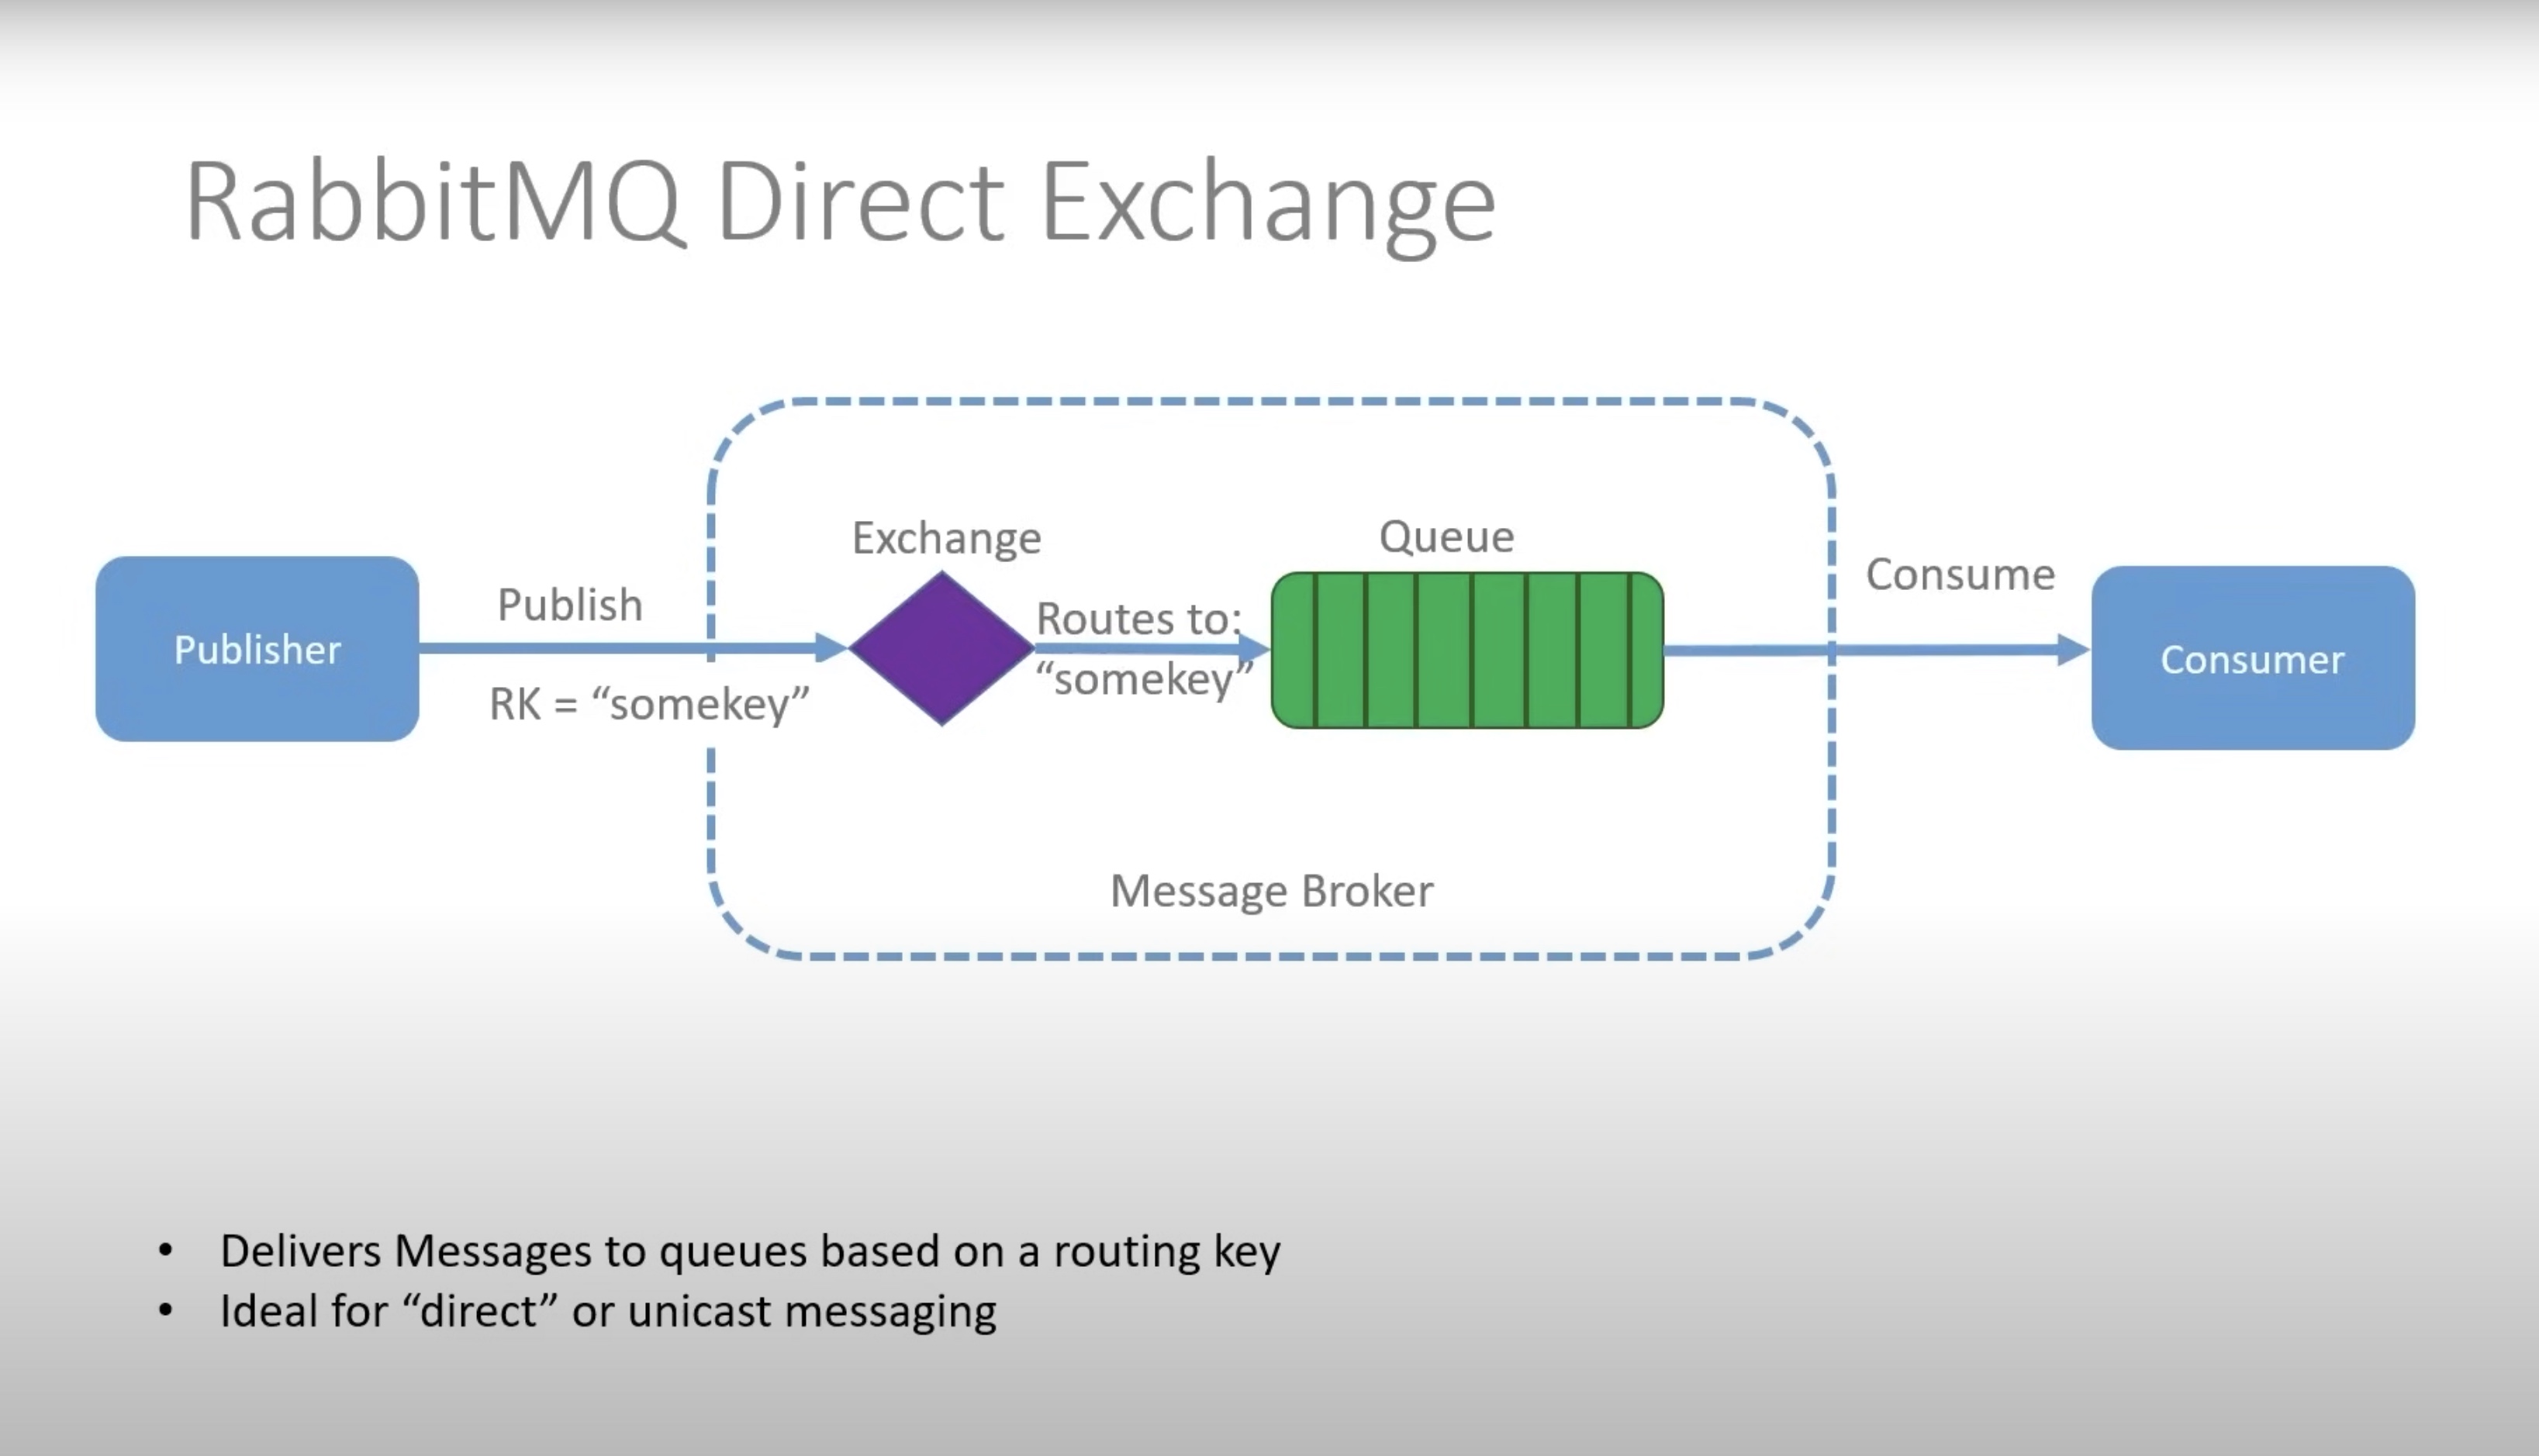 RabbitMQ Direct Exchange
Exchange
Queue
Publish
Routes to:
Consume
Publisher
Consumer
RK = “somekey”
“somekey”
Message Broker
• Delivers Messages to queues based on a routing key
• Ideal for “direct” or unicast messaging